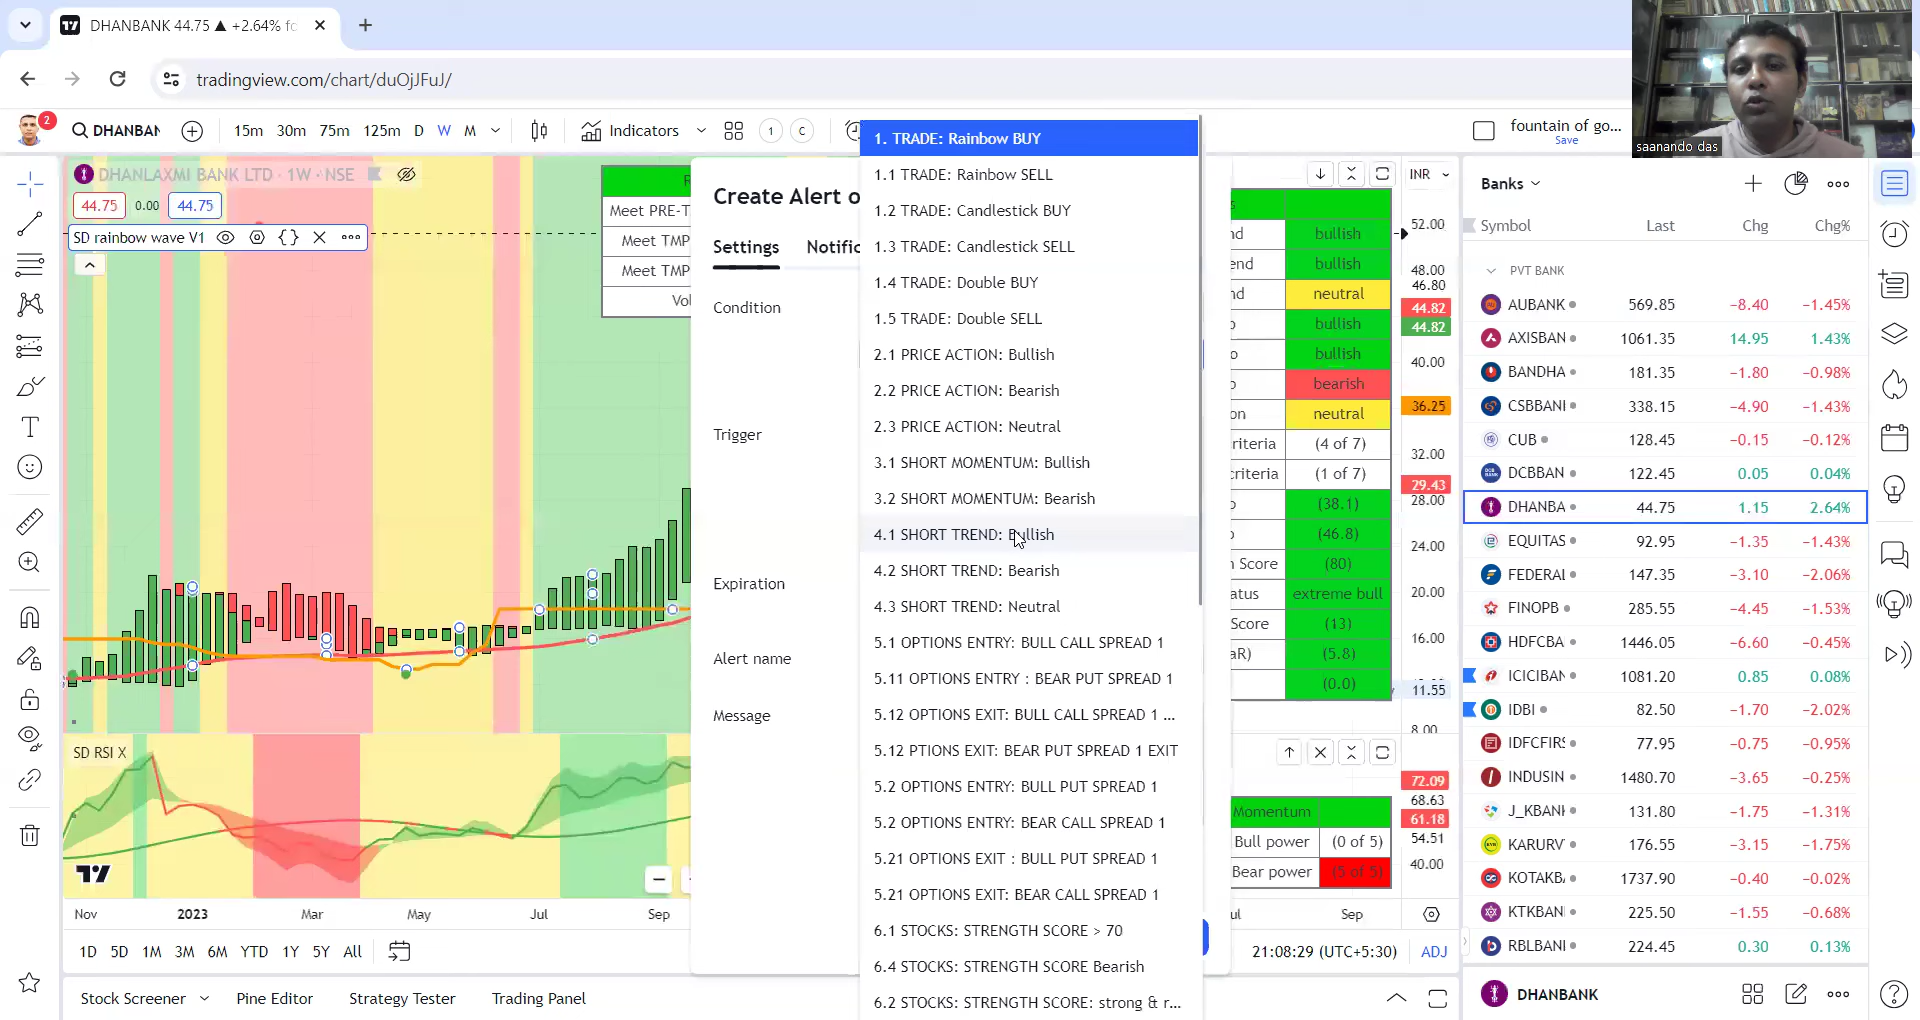 DHANBANK 44.75 ▲ +2.64%
tradingview.com/chart/duOjJFuJ/
2
DHANBAN
15m 30m 75m 125m D W M
Indicators
1 C
fountain of go...
Save
saanando das
DHANLAXMI BANK LTD · 1W · NSE
44.75 0.00 44.75
SD rainbow wave V1
Meet PRE-T
Meet TMP
Meet TMP
Vol
Create Alert o
Settings Notific
Condition
Trigger
Expiration
Alert name
Message
1. TRADE: Rainbow BUY
1.1 TRADE: Rainbow SELL
1.2 TRADE: Candlestick BUY
1.3 TRADE: Candlestick SELL
1.4 TRADE: Double BUY
1.5 TRADE: Double SELL
2.1 PRICE ACTION: Bullish
2.2 PRICE ACTION: Bearish
2.3 PRICE ACTION: Neutral
3.1 SHORT MOMENTUM: Bullish
3.2 SHORT MOMENTUM: Bearish
4.1 SHORT TREND: Bullish
4.2 SHORT TREND: Bearish
4.3 SHORT TREND: Neutral
5.1 OPTIONS ENTRY: BULL CALL SPREAD 1
5.11 OPTIONS ENTRY : BEAR PUT SPREAD 1
5.12 OPTIONS EXIT: BULL CALL SPREAD 1 ...
5.12 PTIONS EXIT: BEAR PUT SPREAD 1 EXIT
5.2 OPTIONS ENTRY: BULL PUT SPREAD 1
5.2 OPTIONS ENTRY: BEAR CALL SPREAD 1
5.21 OPTIONS EXIT : BULL PUT SPREAD 1
5.21 OPTIONS EXIT: BEAR CALL SPREAD 1
6.1 STOCKS: STRENGTH SCORE > 70
6.4 STOCKS: STRENGTH SCORE Bearish
6.2 STOCKS: STRENGTH SCORE: strong & r...
s
nd bullish
end bullish
nd neutral
o bullish
o bullish
o bearish
on neutral
criteria (4 of 7)
criteria (1 of 7)
o (38.1)
o (46.8)
n Score (80)
atus extreme bull
Score (13)
aR) (5.8)
(0.0)
INR
52.00
48.00
46.80
44.82
44.82
40.00
36.25
32.00
29.43
28.00
24.00
20.00
16.00
11.55
8.00
SD RSI X
Momentum
Bull power (0 of 5)
Bear power (5 of 5)
72.09
68.63
61.18
54.51
40.00
Nov 2023 Mar May Jul Sep
ul Sep
1D 5D 1M 3M 6M YTD 1Y 5Y All
21:08:29 (UTC+5:30) ADJ
Stock Screener Pine Editor Strategy Tester Trading Panel
Banks
Symbol Last Chg Chg%
PVT BANK
AUBANK 569.85 −8.40 −1.45%
AXISBAN 1061.35 14.95 1.43%
BANDHA 181.35 −1.80 −0.98%
CSBBANI 338.15 −4.90 −1.43%
CUB 128.45 −0.15 −0.12%
DCBBAN 122.45 0.05 0.04%
DHANBA 44.75 1.15 2.64%
EQUITAS 92.95 −1.35 −1.43%
FEDERAL 147.35 −3.10 −2.06%
FINOPB 285.55 −4.45 −1.53%
HDFCBA 1446.05 −6.60 −0.45%
ICICIBAN 1081.20 0.85 0.08%
IDBI 82.50 −1.70 −2.02%
IDFCFIRS 77.95 −0.75 −0.95%
INDUSIN 1480.70 −3.65 −0.25%
J_KBANK 131.80 −1.75 −1.31%
KARURV 176.55 −3.15 −1.75%
KOTAKBA 1737.90 −0.40 −0.02%
KTKBANI 225.50 −1.55 −0.68%
RBLBANI 224.45 0.30 0.13%
DHANBANK